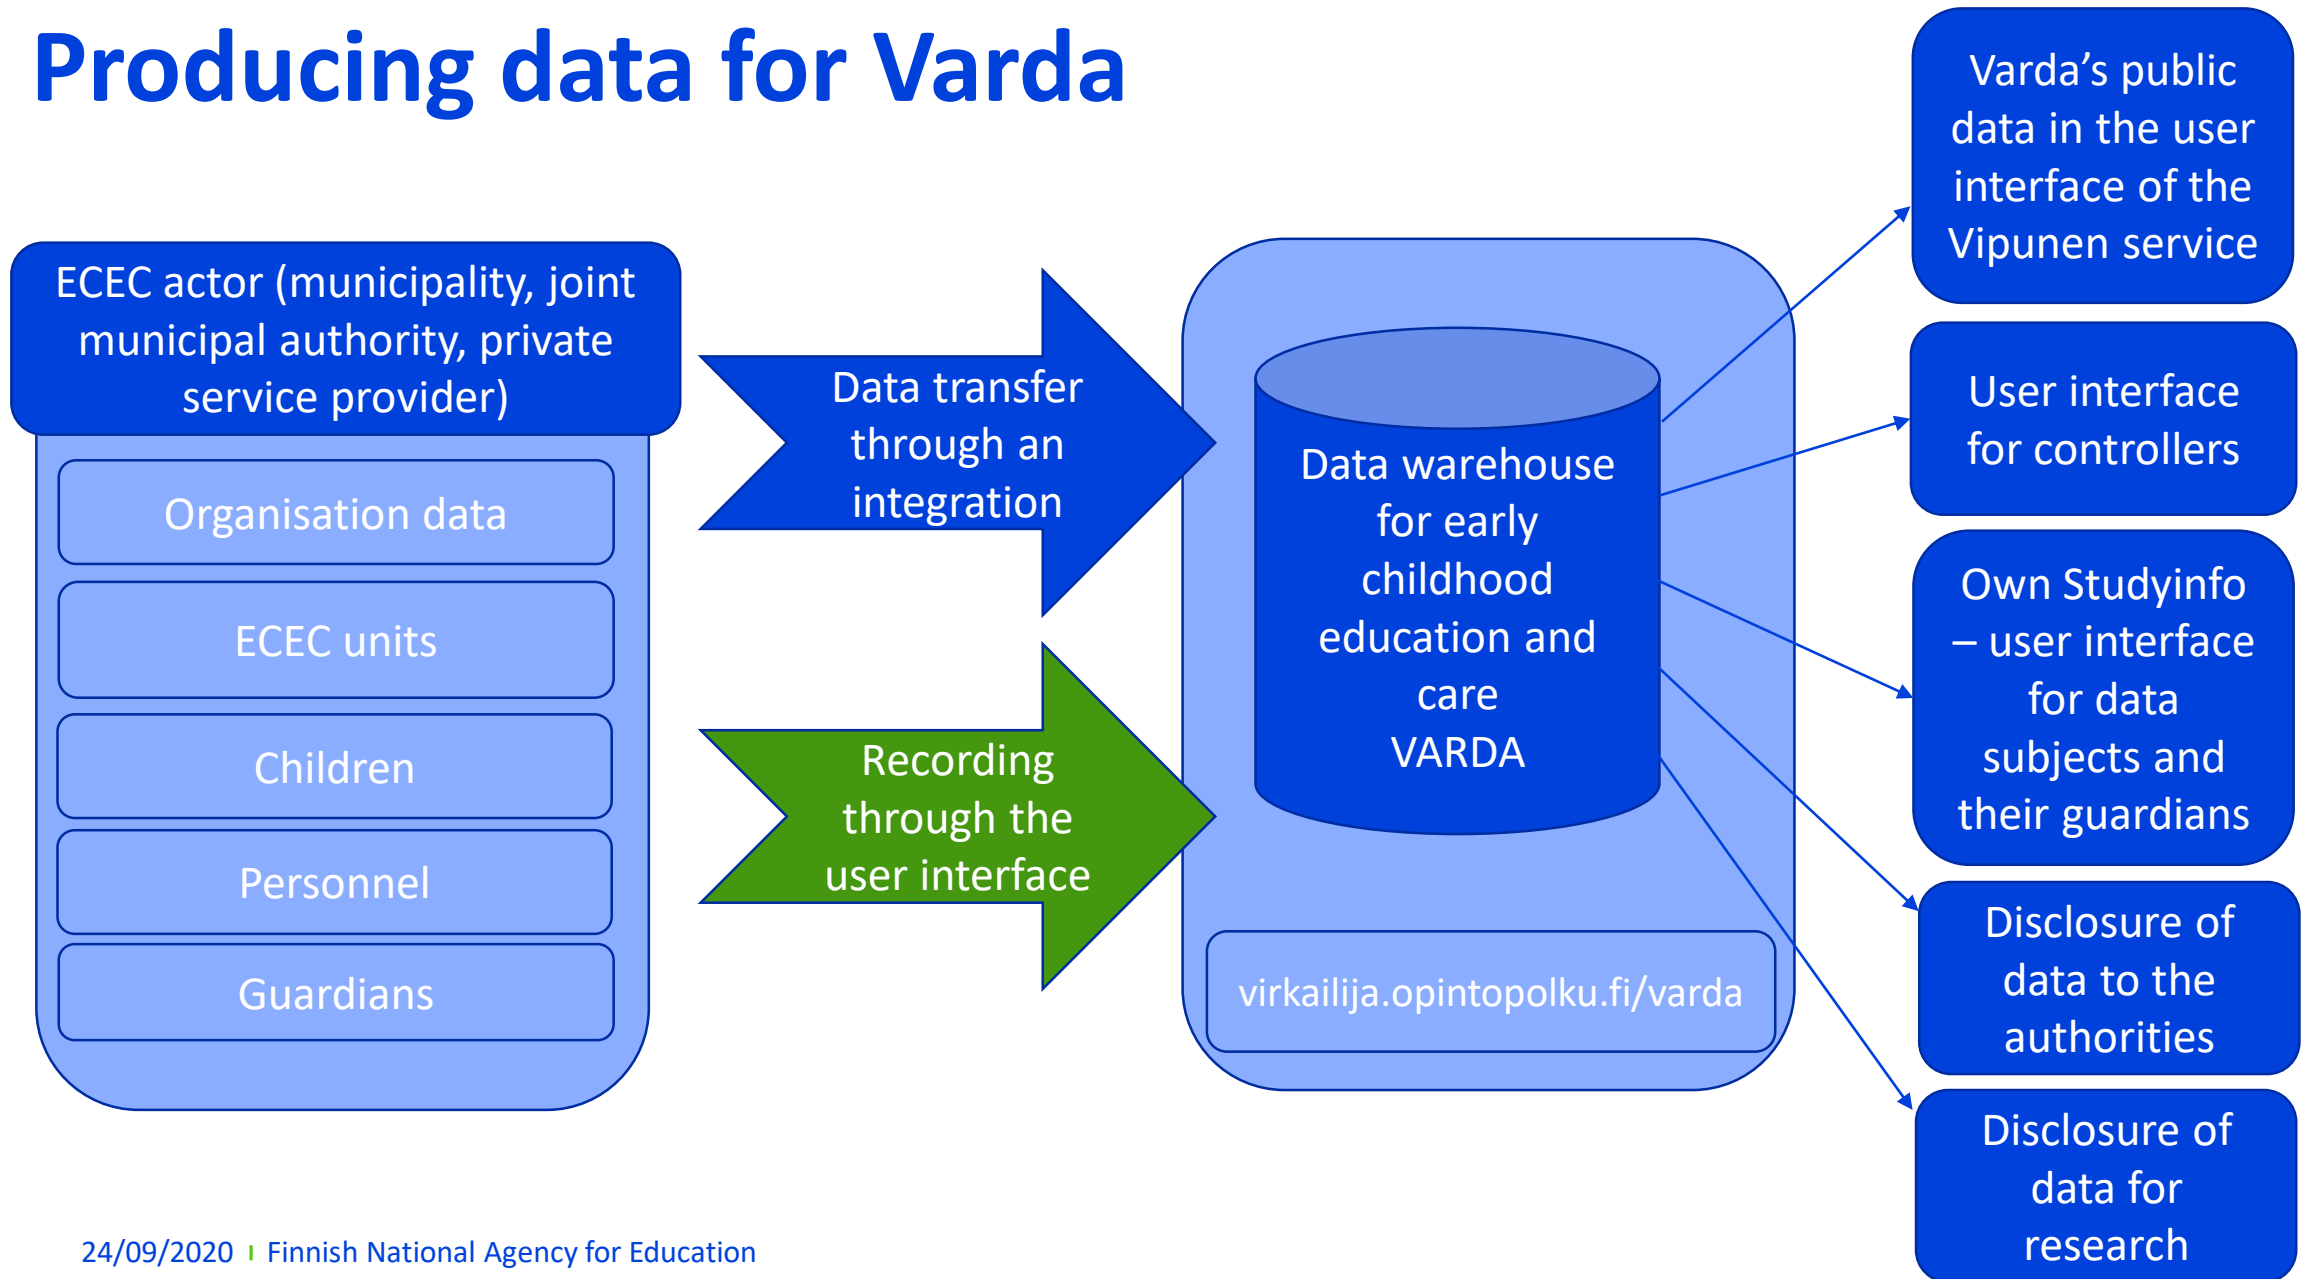 Producing data for Varda
ECEC actor (municipality, joint
municipal authority, private
service provider)
Organisation data
ECEC units
Children
Personnel
Guardians
Data transfer
through an
integration
Recording
through the
user interface
Data warehouse
for early
childhood
education and
care
VARDA
virkailija.opintopolku.fi/varda
Varda’s public
data in the user
interface of the
Vipunen service
User interface
for controllers
Own Studyinfo
– user interface
for data
subjects and
their guardians
Disclosure of
data to the
authorities
Disclosure of
data for
research
24/09/2020 Finnish National Agency for Education